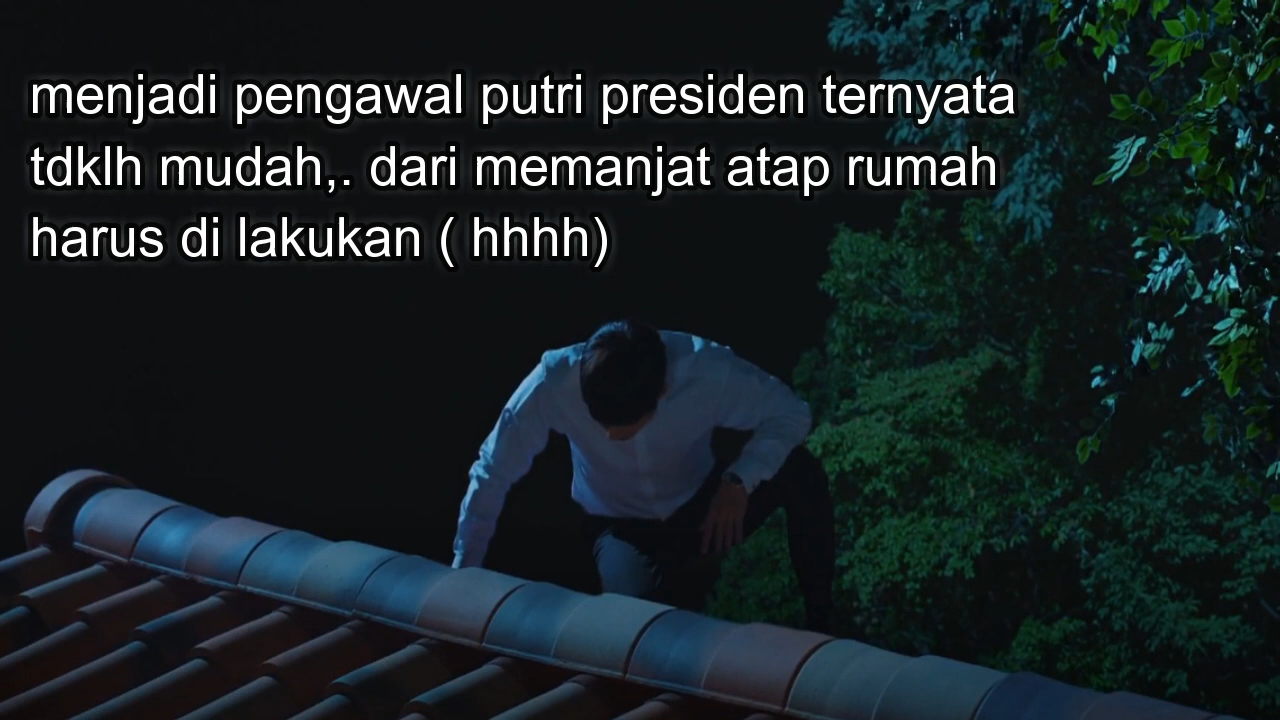 menjadi pengawal putri presiden ternyata
tdklh mudah,. dari memanjat atap rumah
harus di lakukan ( hhhh)